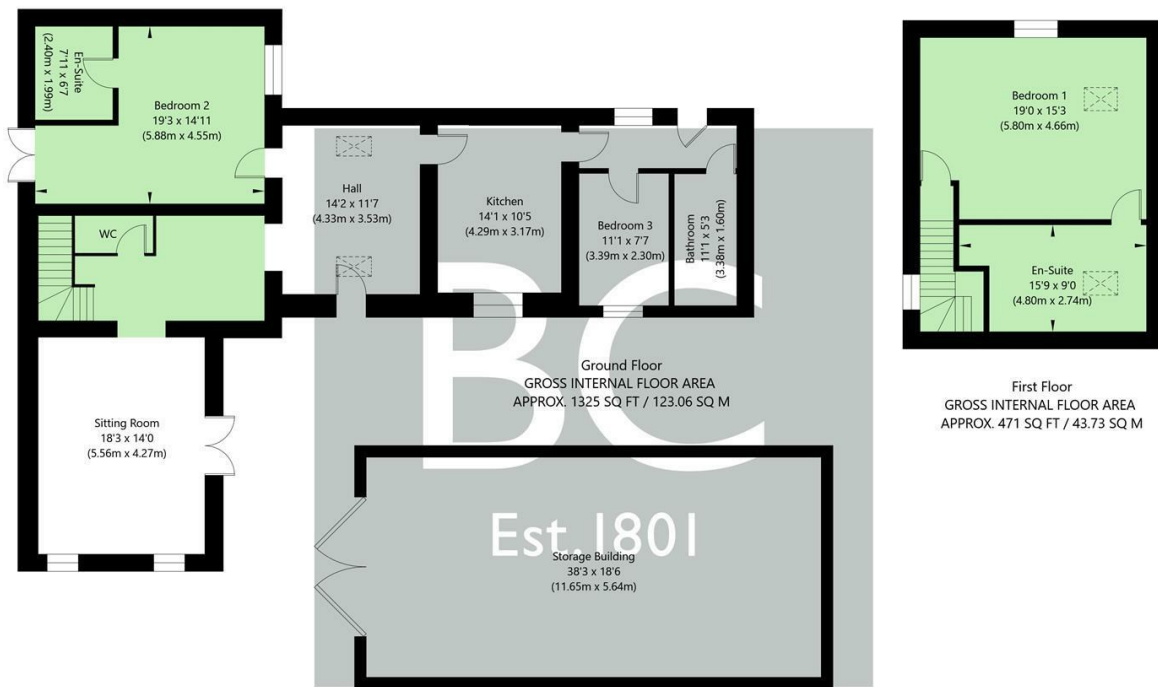 En-Suite
7'11 x 6'7
(2.40m x 1.99m)
Bedroom 2
19'3 x 14'11
(5.88m x 4.55m)
WC
Hall
14'2 x 11'7
(4.33m x 3.53m)
Kitchen
14'1 x 10'5
(4.29m x 3.17m)
Bedroom 3
11'1 x 7'7
(3.39m x 2.30m)
Bathroom
11'1 x 5'3
(3.38m x 1.60m)
Sitting Room
18'3 x 14'0
(5.56m x 4.27m)
BC
Ground Floor
GROSS INTERNAL FLOOR AREA
APPROX. 1325 SQ FT / 123.06 SQ M
Est.1801
Storage Building
38'3 x 18'6
(11.65m x 5.64m)
Bedroom 1
19'0 x 15'3
(5.80m x 4.66m)
En-Suite
15'9 x 9'0
(4.80m x 2.74m)
First Floor
GROSS INTERNAL FLOOR AREA
APPROX. 471 SQ FT / 43.73 SQ M